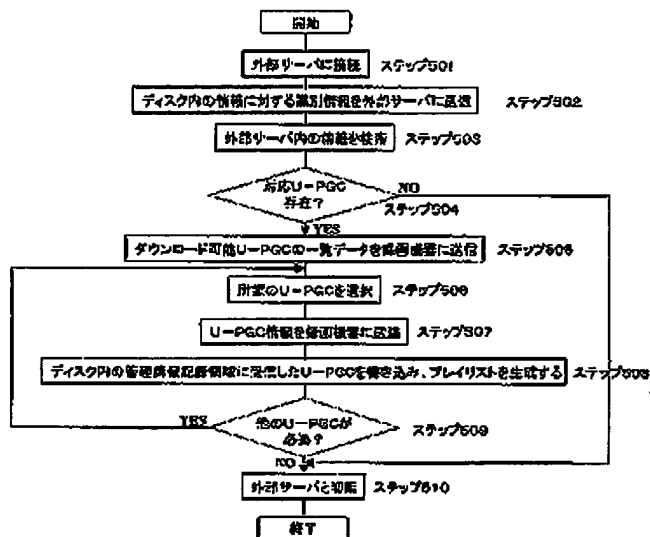 開始
外部サーバに接続
ステップ501
ディスク内の情報に対する識別情報を外部サーバに送信
ステップ502
外部サーバ内の情報を検索
ステップ503
対応U-PGC
存在?
NO
ステップ504
YES
ダウンロード可能U-PGCの一覧データを録画機器に送信
ステップ505
所望のU-PGCを選択
ステップ506
U-PGC情報を録画機器に送信
ステップ507
ディスク内の管理情報記録領域に受信したU-PGCを書き込み、プレイリストを生成する
ステップ508
YES
他のU-PGCが
必要?
ステップ509
NO
外部サーバと切断
ステップ510
終了